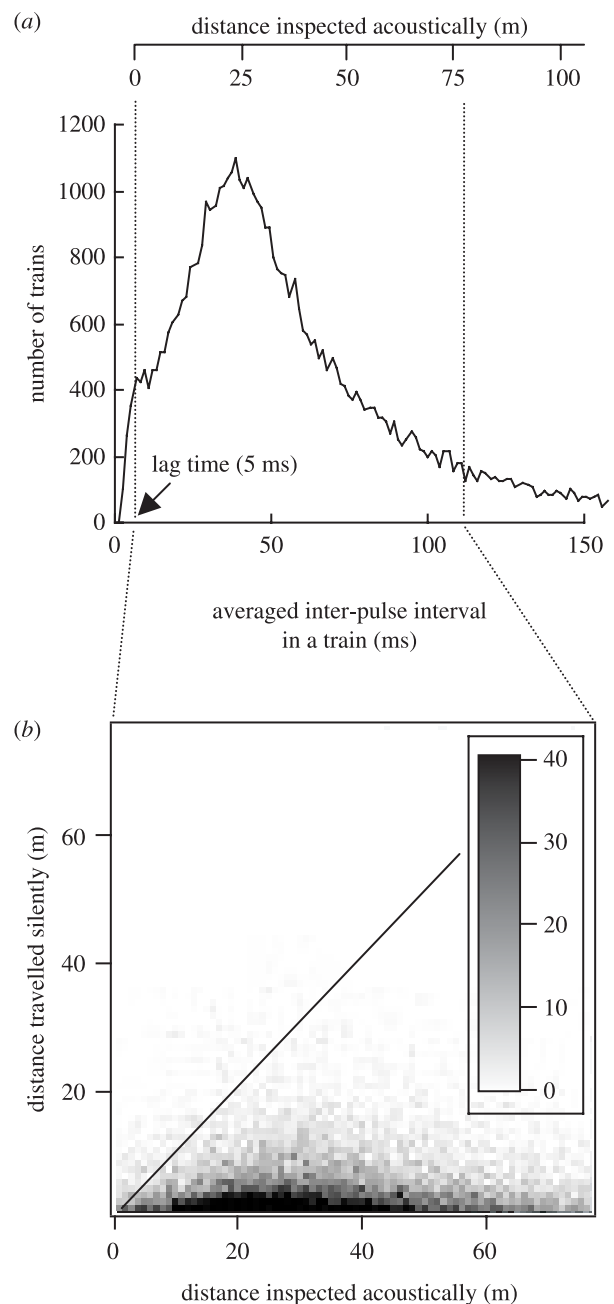 (a)
distance inspected acoustically (m)
0 25 50 75 100
1200
1000
800
600
400
200
0
number of trains
lag time (5 ms)
0 50 100 150
averaged inter-pulse interval
in a train (ms)
(b)
60
40
20
distance travelled silently (m)
40
30
20
10
0
0 20 40 60
distance inspected acoustically (m)